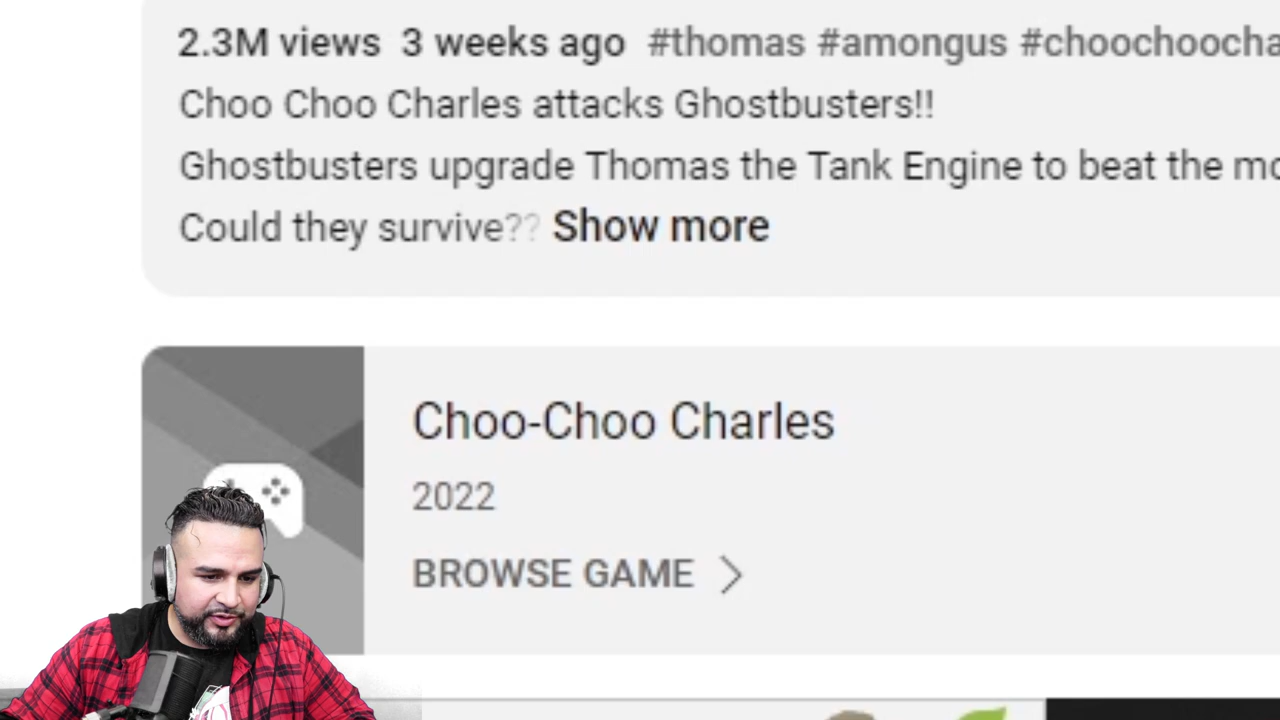 2.3M views 3 weeks ago #thomas #amongus
Choo Choo Charles attacks Ghostbusters!!
Ghostbusters upgrade Thomas the Tank Engine to beat the
Could they survive?? Show more
Choo-Choo Charles
2022
BROWSE GAME